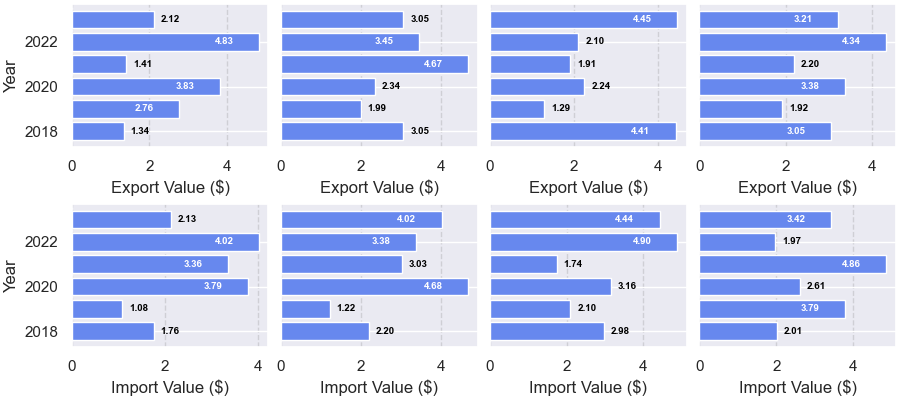 2.12 3.05 4.45 3.21
2022 4.83 3.45 2.10 4.34
1.41 4.67 1.91 2.20
2020 3.83 2.34 2.24 3.38
2.76 1.99 1.29 1.92
2018 1.34 3.05 4.41 3.05
Year
0 2 4 0 2 4 0 2 4 0 2 4
Export Value ($) Export Value ($) Export Value ($) Export Value ($)
2.13 4.02 4.44 3.42
2022 4.02 3.38 4.90 1.97
3.36 3.03 1.74 4.86
2020 3.79 4.68 3.16 2.61
1.08 1.22 2.10 3.79
2018 1.76 2.20 2.98 2.01
Year
0 2 4 0 2 4 0 2 4 0 2 4
Import Value ($) Import Value ($) Import Value ($) Import Value ($)